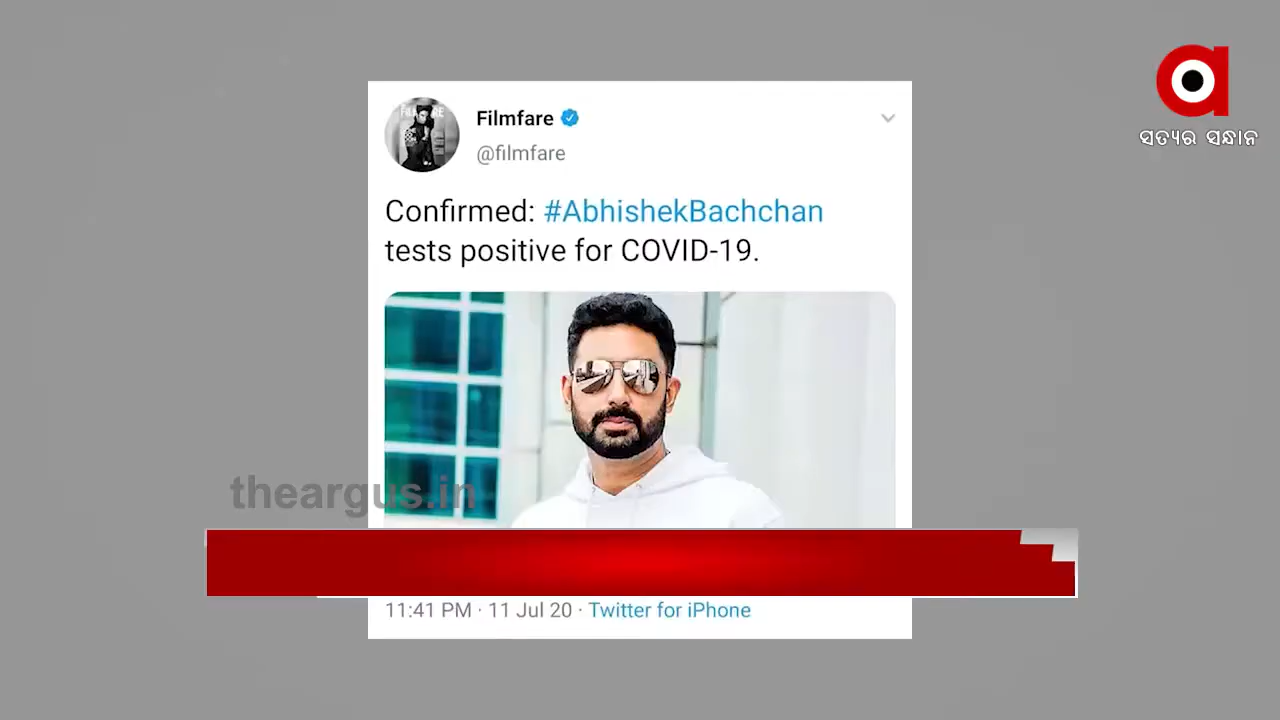 Filmfare
@filmfare
Confirmed: #AbhishekBachchan
tests positive for COVID-19.
theargus.in
11:41 PM · 11 Jul 20 · Twitter for iPhone
ସତ୍ୟର ସନ୍ଧାନ